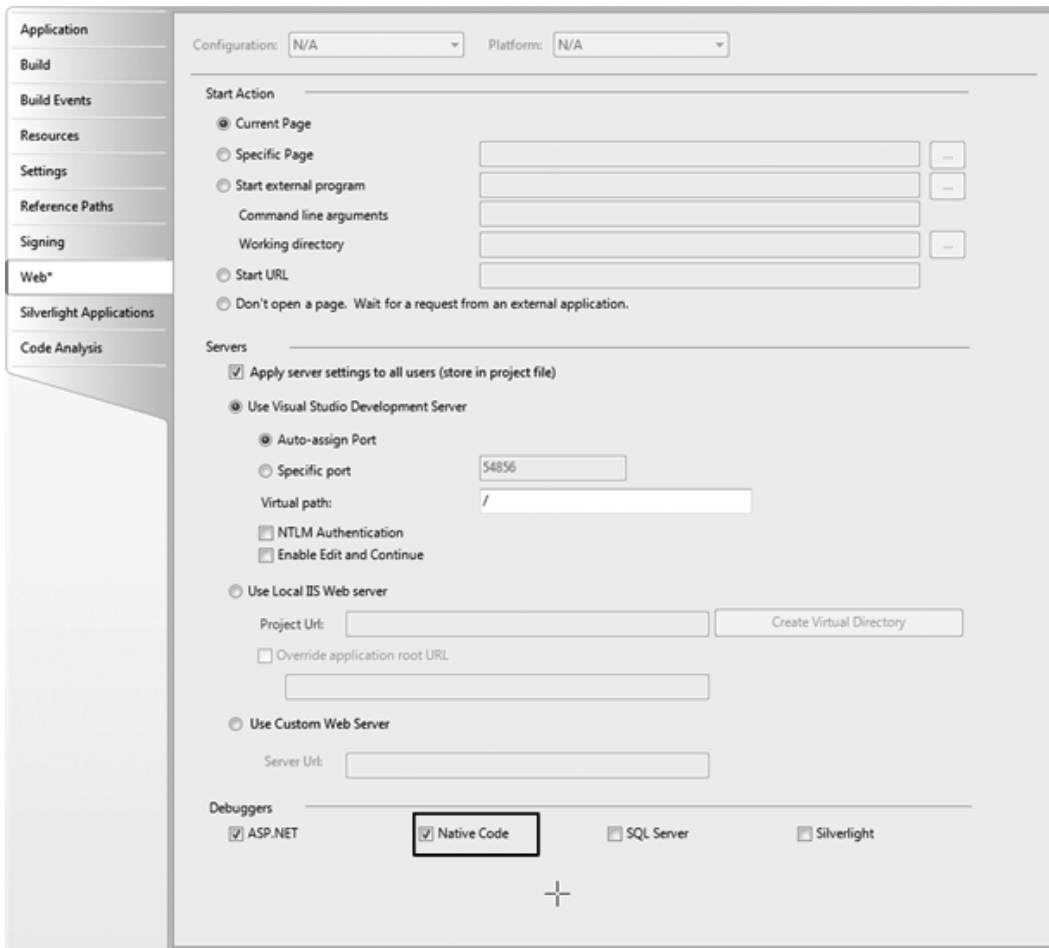 Application
Build
Build Events
Resources
Settings
Reference Paths
Signing
Web*
Silverlight Applications
Code Analysis
Configuration: N/A Platform: N/A
Start Action
Current Page
Specific Page ...
Start external program ...
Command line arguments
Working directory ...
Start URL
Don't open a page. Wait for a request from an external application.
Servers
Apply server settings to all users (store in project file)
Use Visual Studio Development Server
Auto-assign Port
Specific port 54856
Virtual path: /
NTLM Authentication
Enable Edit and Continue
Use Local IIS Web server
Project Url: Create Virtual Directory
Override application root URL
Use Custom Web Server
Server Url:
Debuggers
ASP.NET Native Code SQL Server Silverlight